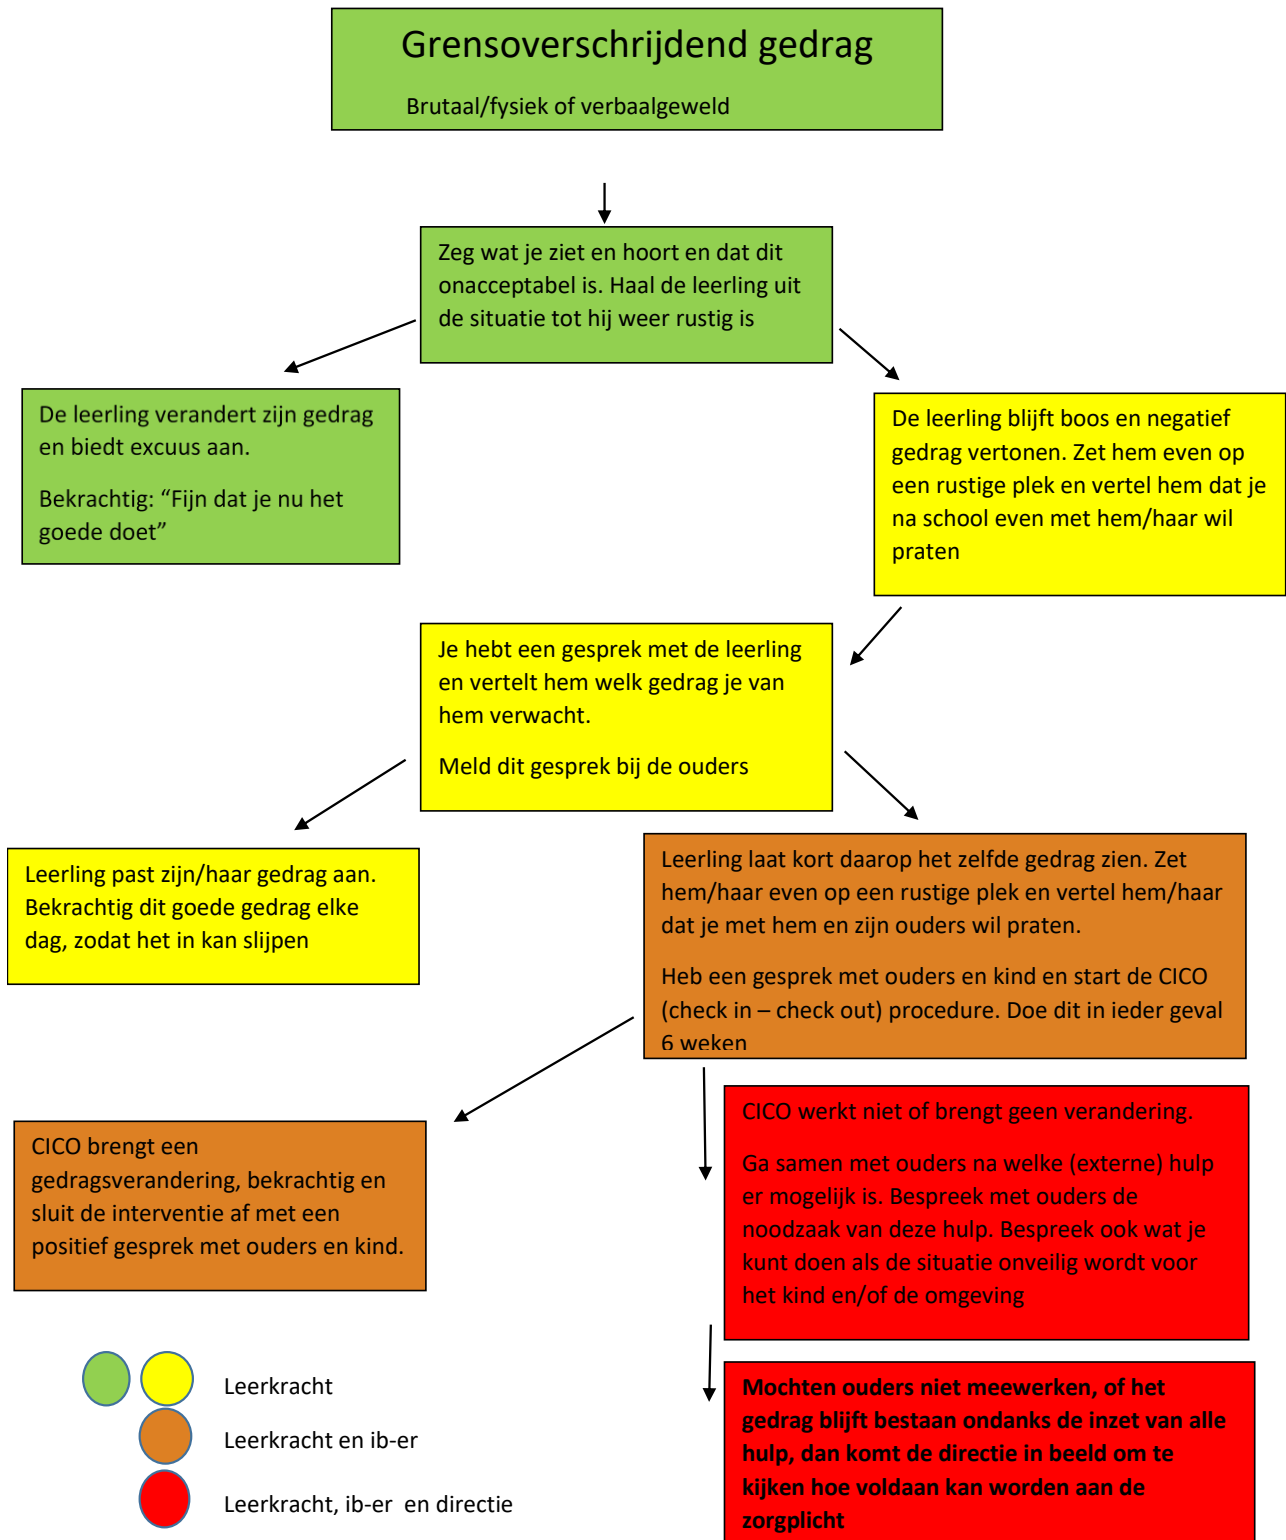 Grensoverschrijdend gedrag
Brutaal/fysiek of verbaalgeweld
Zeg wat je ziet en hoort en dat dit
onacceptabel is. Haal de leerling uit
de situatie tot hij weer rustig is
De leerling verandert zijn gedrag
en biedt excuus aan.
Bekrachtig: “Fijn dat je nu het
goede doet”
De leerling blijft boos en negatief
gedrag vertonen. Zet hem even op
een rustige plek en vertel hem dat je
na school even met hem/haar wil
praten
Je hebt een gesprek met de leerling
en vertelt hem welk gedrag je van
hem verwacht.
Meld dit gesprek bij de ouders
Leerling past zijn/haar gedrag aan.
Bekrachtig dit goede gedrag elke
dag, zodat het in kan slijpen
Leerling laat kort daarop het zelfde gedrag zien. Zet
hem/haar even op een rustige plek en vertel hem/haar
dat je met hem en zijn ouders wil praten.
Heb een gesprek met ouders en kind en start de CICO
(check in – check out) procedure. Doe dit in ieder geval
6 weken
CICO brengt een
gedragsverandering, bekrachtig en
sluit de interventie af met een
positief gesprek met ouders en kind.
CICO werkt niet of brengt geen verandering.
Ga samen met ouders na welke (externe) hulp
er mogelijk is. Bespreek met ouders de
noodzaak van deze hulp. Bespreek ook wat je
kunt doen als de situatie onveilig wordt voor
het kind en/of de omgeving
Mochten ouders niet meewerken, of het
gedrag blijft bestaan ondanks de inzet van alle
hulp, dan komt de directie in beeld om te
kijken hoe voldaan kan worden aan de
zorgplicht
Leerkracht
Leerkracht en ib-er
Leerkracht, ib-er  en directie